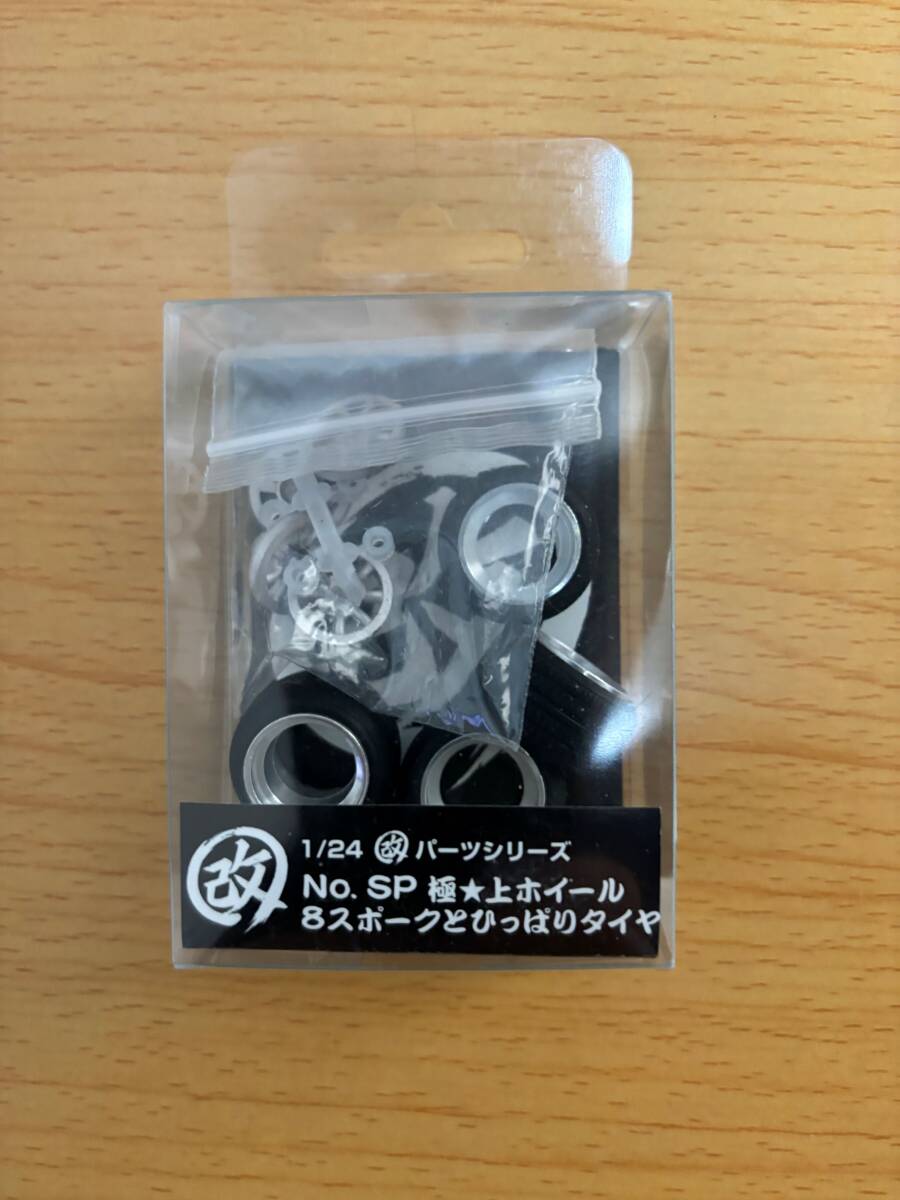 改
1/24 改 パーツシリーズ
No. SP 極★上ホイール
8スポークとひっぱりタイヤ